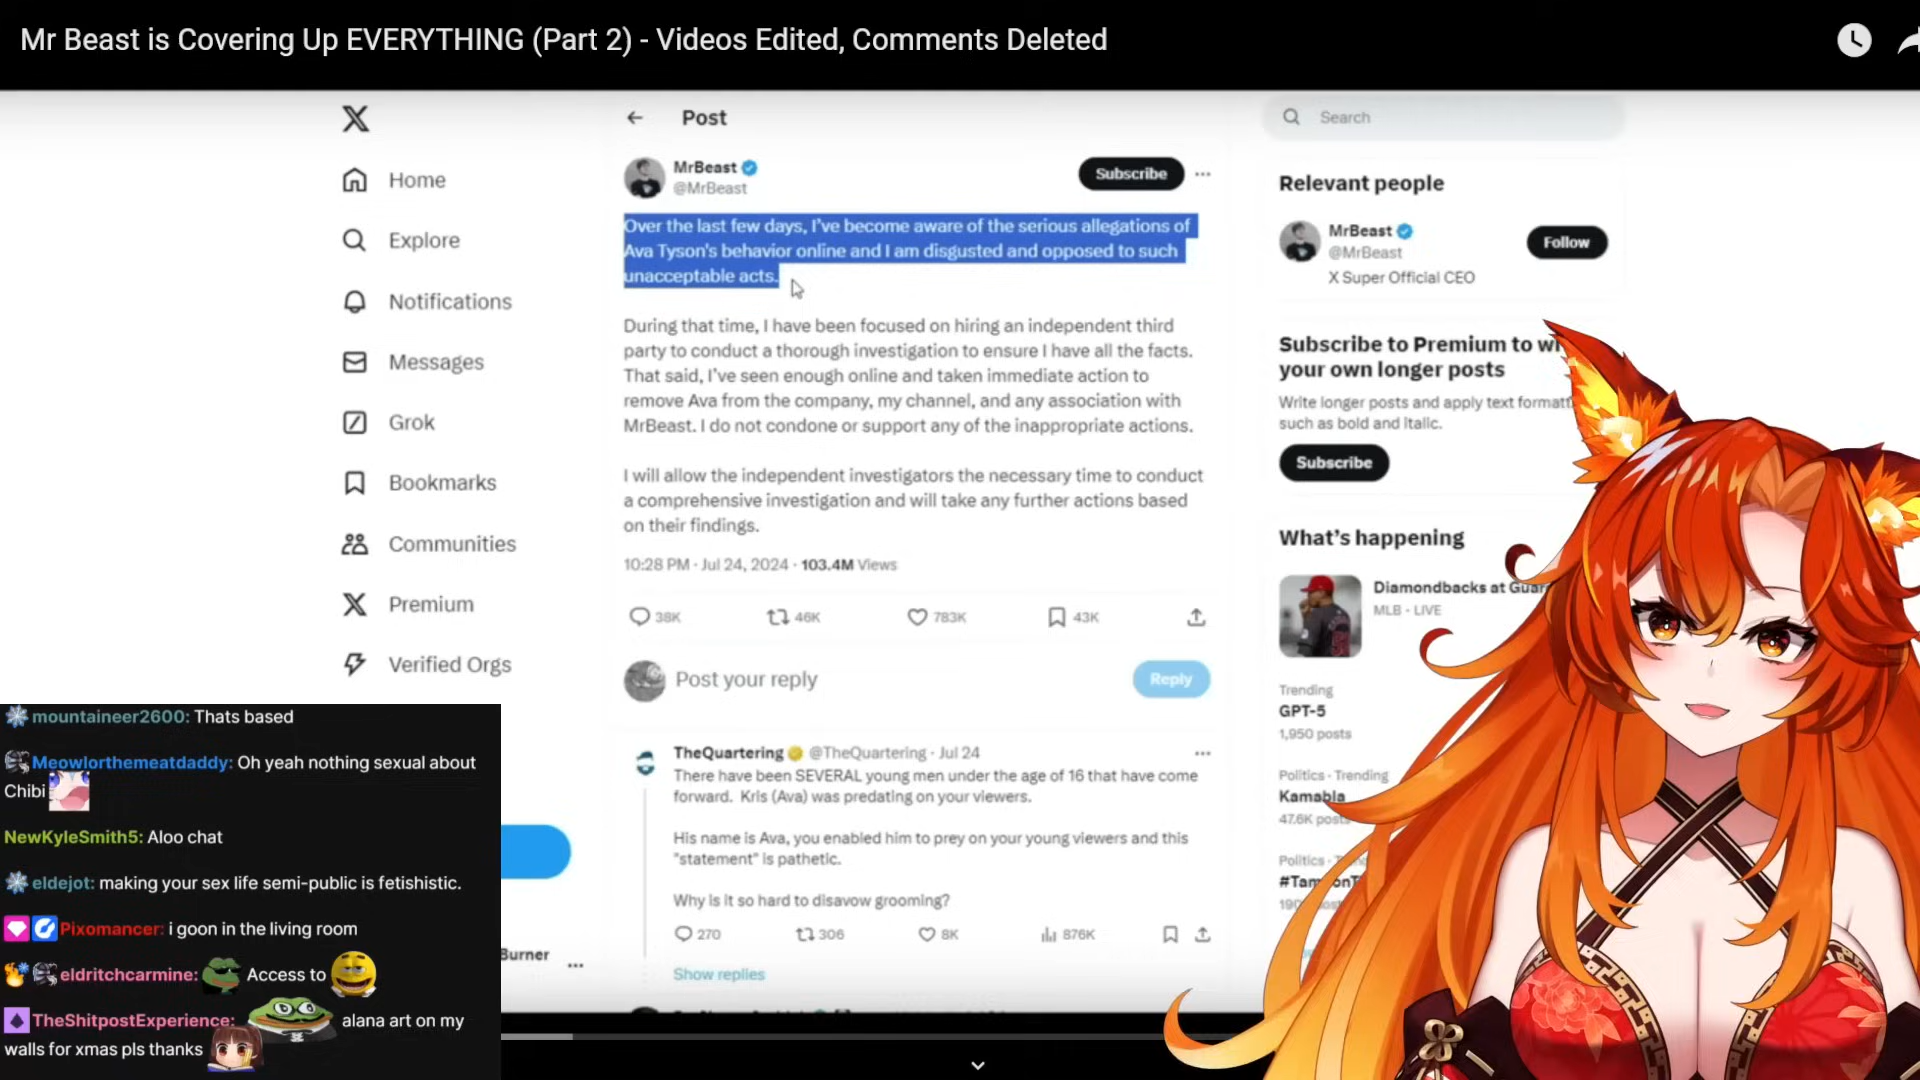 Mr Beast is Covering Up EVERYTHING (Part 2) - Videos Edited, Comments Deleted
Home
Explore
Notifications
Messages
Grok
Bookmarks
Communities
Premium
Verified Orgs
Burner
Post
MrBeast
@MrBeast
Subscribe
Over the last few days, I've become aware of the serious allegations of
Ava Tyson's behavior online and I am disgusted and opposed to such
unacceptable acts.
During that time, I have been focused on hiring an independent third
party to conduct a thorough investigation to ensure I have all the facts.
That said, I've seen enough online and taken immediate action to
remove Ava from the company, my channel, and any association with
MrBeast. I do not condone or support any of the inappropriate actions.
I will allow the independent investigators the necessary time to conduct
a comprehensive investigation and will take any further actions based
on their findings.
10:28 PM · Jul 24, 2024 · 103.4M Views
38K 46K 783K 43K
Post your reply
Reply
TheQuartering @TheQuartering · Jul 24
There have been SEVERAL young men under the age of 16 that have come
forward. Kris (Ava) was predating on your viewers.
His name is Ava, you enabled him to prey on your young viewers and this
"statement" is pathetic.
Why is it so hard to disavow grooming?
270 306 8K 876K
Show replies
Search
Relevant people
MrBeast
@MrBeast
Follow
X Super Official CEO
Subscribe to Premium to
your own longer posts
Write longer posts and apply text
such as bold and italic.
Subscribe
What's happening
Diamondbacks at
MLB · LIVE
Trending
GPT-5
1,950 posts
Politics · Trending
Kamabla
47.6K posts
Politics ·
mountaineer2600: Thats based
Meowlorthemeatdaddy: Oh yeah nothing sexual about
Chibi
NewKyleSmith5: Aloo chat
eldejot: making your sex life semi-public is fetishistic.
Pixomancer: i goon in the living room
eldritchcarmine: Access to
TheShitpostExperience: alana art on my
walls for xmas pls thanks